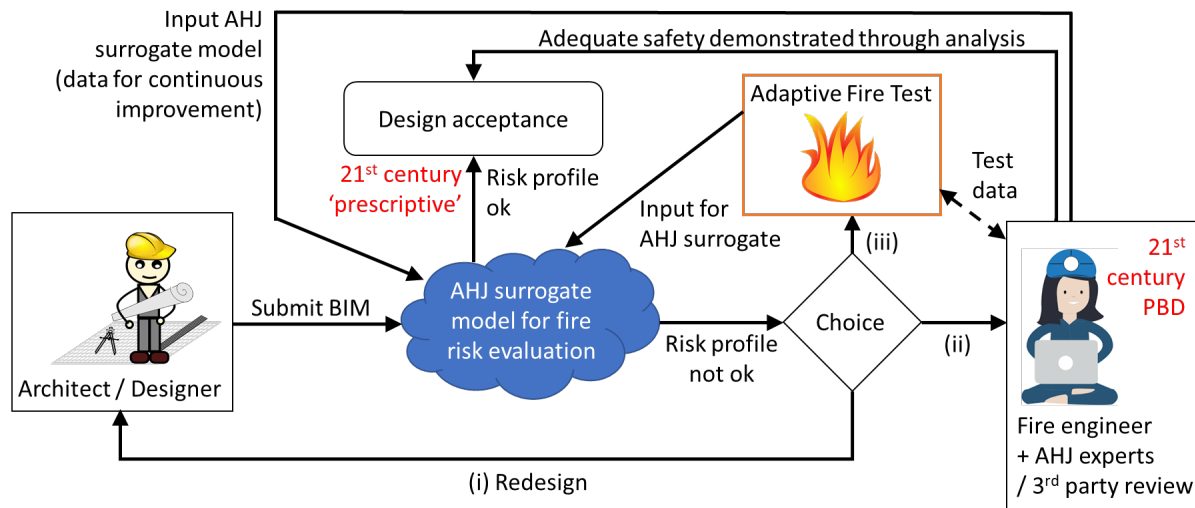 Input AHJ
surrogate model
(data for continuous
improvement)
Adequate safety demonstrated through analysis
Design acceptance
Adaptive Fire Test
21st century
‘prescriptive’
Risk profile
ok
Input for
AHJ surrogate
Test
data
(iii)
21st
century
PBD
Submit BIM
AHJ surrogate
model for fire
risk evaluation
Risk profile
not ok
Choice
(ii)
Architect / Designer
Fire engineer
+ AHJ experts
/ 3rd party review
(i) Redesign